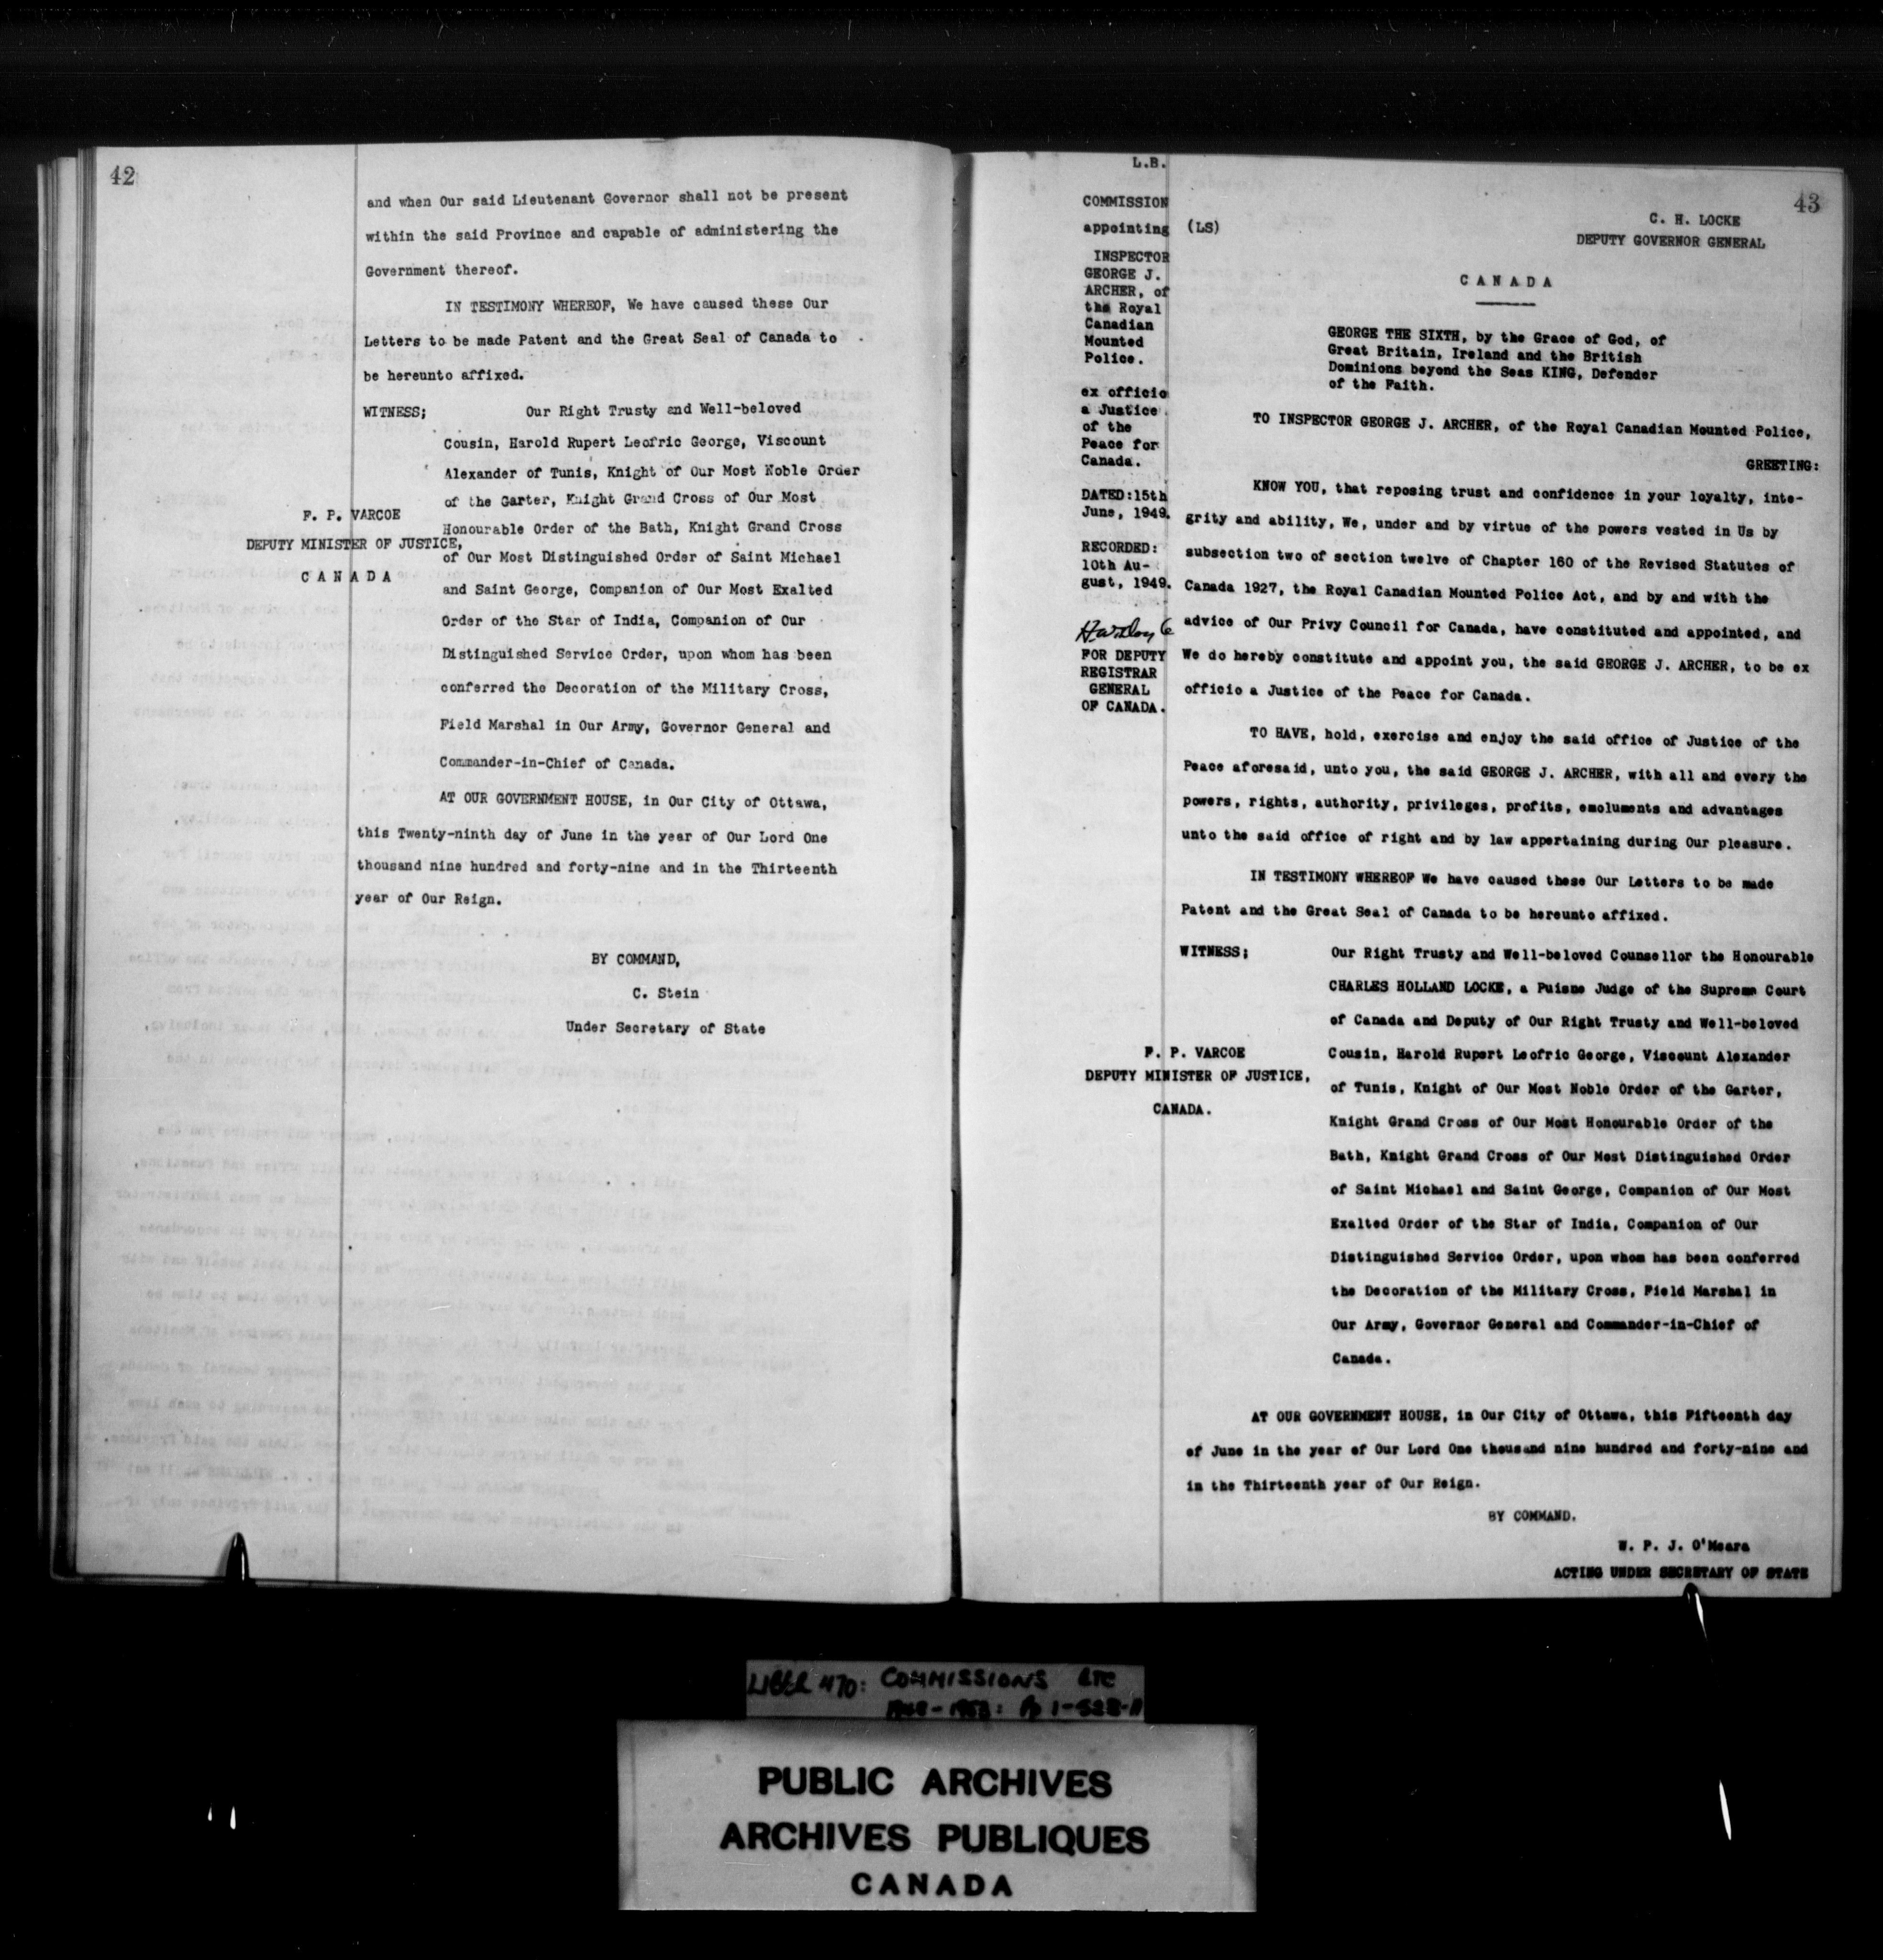 42
and when Our said Lieutenant Governor shall not be present
within the said Province and capable of administering the
Government thereof.
IN TESTIMONY WHEREOF, We have caused these Our
Letters to be made Patent and the Great Seal of Canada to
be hereunto affixed.
WITNESS; Our Right Trusty and Well-beloved
Cousin, Harold Rupert Leofric George, Viscount
Alexander of Tunis, Knight of Our Most Noble Order
of the Garter, Knight Grand Cross of Our Most
Honourable Order of the Bath, Knight Grand Cross
of Our Most Distinguished Order of Saint Michael
and Saint George, Companion of Our Most Exalted
Order of the Star of India, Companion of Our
Distinguished Service Order, upon whom has been
conferred the Decoration of the Military Cross,
Field Marshal in Our Army, Governor General and
Commander-in-Chief of Canada.
F. P. VARCOE
DEPUTY MINISTER OF JUSTICE,
CANADA
AT OUR GOVERNMENT HOUSE, in Our City of Ottawa,
this Twenty-ninth day of June in the year of Our Lord One
thousand nine hundred and forty-nine and in the Thirteenth
year of Our Reign.
BY COMMAND,
C. Stein
Under Secretary of State
L.B.
COMMISSION
appointing
INSPECTOR
GEORGE J.
ARCHER, of
the Royal
Canadian
Mounted
Police.
ex officio
a Justice
of the
Peace for
Canada.
DATED:15th
June, 1949.
RECORDED:
10th Au-
gust, 1949.
FOR DEPUTY
REGISTRAR
GENERAL
OF CANADA.
43
C. H. LOCKE
(LS)
DEPUTY GOVERNOR GENERAL
CANADA
GEORGE THE SIXTH, by the Grace of God, of
Great Britain, Ireland and the British
Dominions beyond the Seas KING, Defender
of the Faith.
TO INSPECTOR GEORGE J. ARCHER, of the Royal Canadian Mounted Police,
GREETING:
KNOW YOU, that reposing trust and confidence in your loyalty, inte-
grity and ability, We, under and by virtue of the powers vested in Us by
subsection two of section twelve of Chapter 160 of the Revised Statutes of
Canada 1927, the Royal Canadian Mounted Police Act, and by and with the
advice of Our Privy Council for Canada, have constituted and appointed, and
We do hereby constitute and appoint you, the said GEORGE J. ARCHER, to be ex
officio a Justice of the Peace for Canada.
TO HAVE, hold, exercise and enjoy the said office of Justice of the
Peace aforesaid, unto you, the said GEORGE J. ARCHER, with all and every the
powers, rights, authority, privileges, profits, emoluments and advantages
unto the said office of right and by law appertaining during Our pleasure.
IN TESTIMONY WHEREOF We have caused these Our Letters to be made
Patent and the Great Seal of Canada to be hereunto affixed.
WITNESS; Our Right Trusty and Well-beloved Counsellor the Honourable
CHARLES HOLLAND LOCKE, a Puisne Judge of the Supreme Court
of Canada and Deputy of Our Right Trusty and Well-beloved
Cousin, Harold Rupert Leofric George, Viscount Alexander
of Tunis, Knight of Our Most Noble Order of the Garter,
Knight Grand Cross of Our Most Honourable Order of the
Bath, Knight Grand Cross of Our Most Distinguished Order
of Saint Michael and Saint George, Companion of Our Most
Exalted Order of the Star of India, Companion of Our
Distinguished Service Order, upon whom has been conferred
the Decoration of the Military Cross, Field Marshal in
Our Army, Governor General and Commander-in-Chief of
Canada.
F. P. VARCOE
DEPUTY MINISTER OF JUSTICE,
CANADA.
AT OUR GOVERNMENT HOUSE, in Our City of Ottawa, this Fifteenth day
of June in the year of Our Lord One thousand nine hundred and forty-nine and
in the Thirteenth year of Our Reign.
BY COMMAND.
W. P. J. O'Meara
ACTING UNDER SECRETARY OF STATE
LIBER 470: COMMISSIONS ETC
PUBLIC ARCHIVES
ARCHIVES PUBLIQUES
CANADA